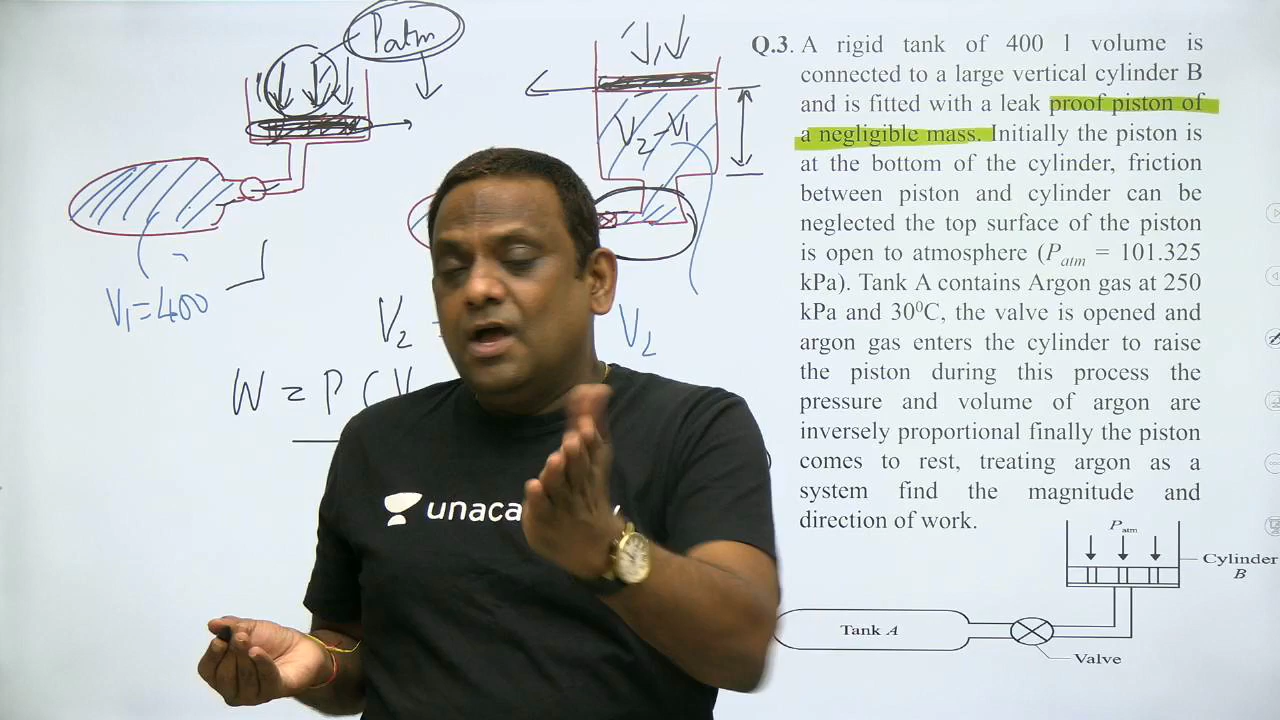 Patm
V2 - V1
V1 = 400
V2
V2
W = P (V
unaca
Q.3. A rigid tank of 400 l volume is
connected to a large vertical cylinder B
and is fitted with a leak proof piston of
a negligible mass. Initially the piston is
at the bottom of the cylinder, friction
between piston and cylinder can be
neglected the top surface of the piston
is open to atmosphere (Patm = 101.325
kPa). Tank A contains Argon gas at 250
kPa and 30⁰C, the valve is opened and
argon gas enters the cylinder to raise
the piston during this process the
pressure and volume of argon are
inversely proportional finally the piston
comes to rest, treating argon as a
system find the magnitude and
direction of work.
Patm
Cylinder
B
Tank A
Valve